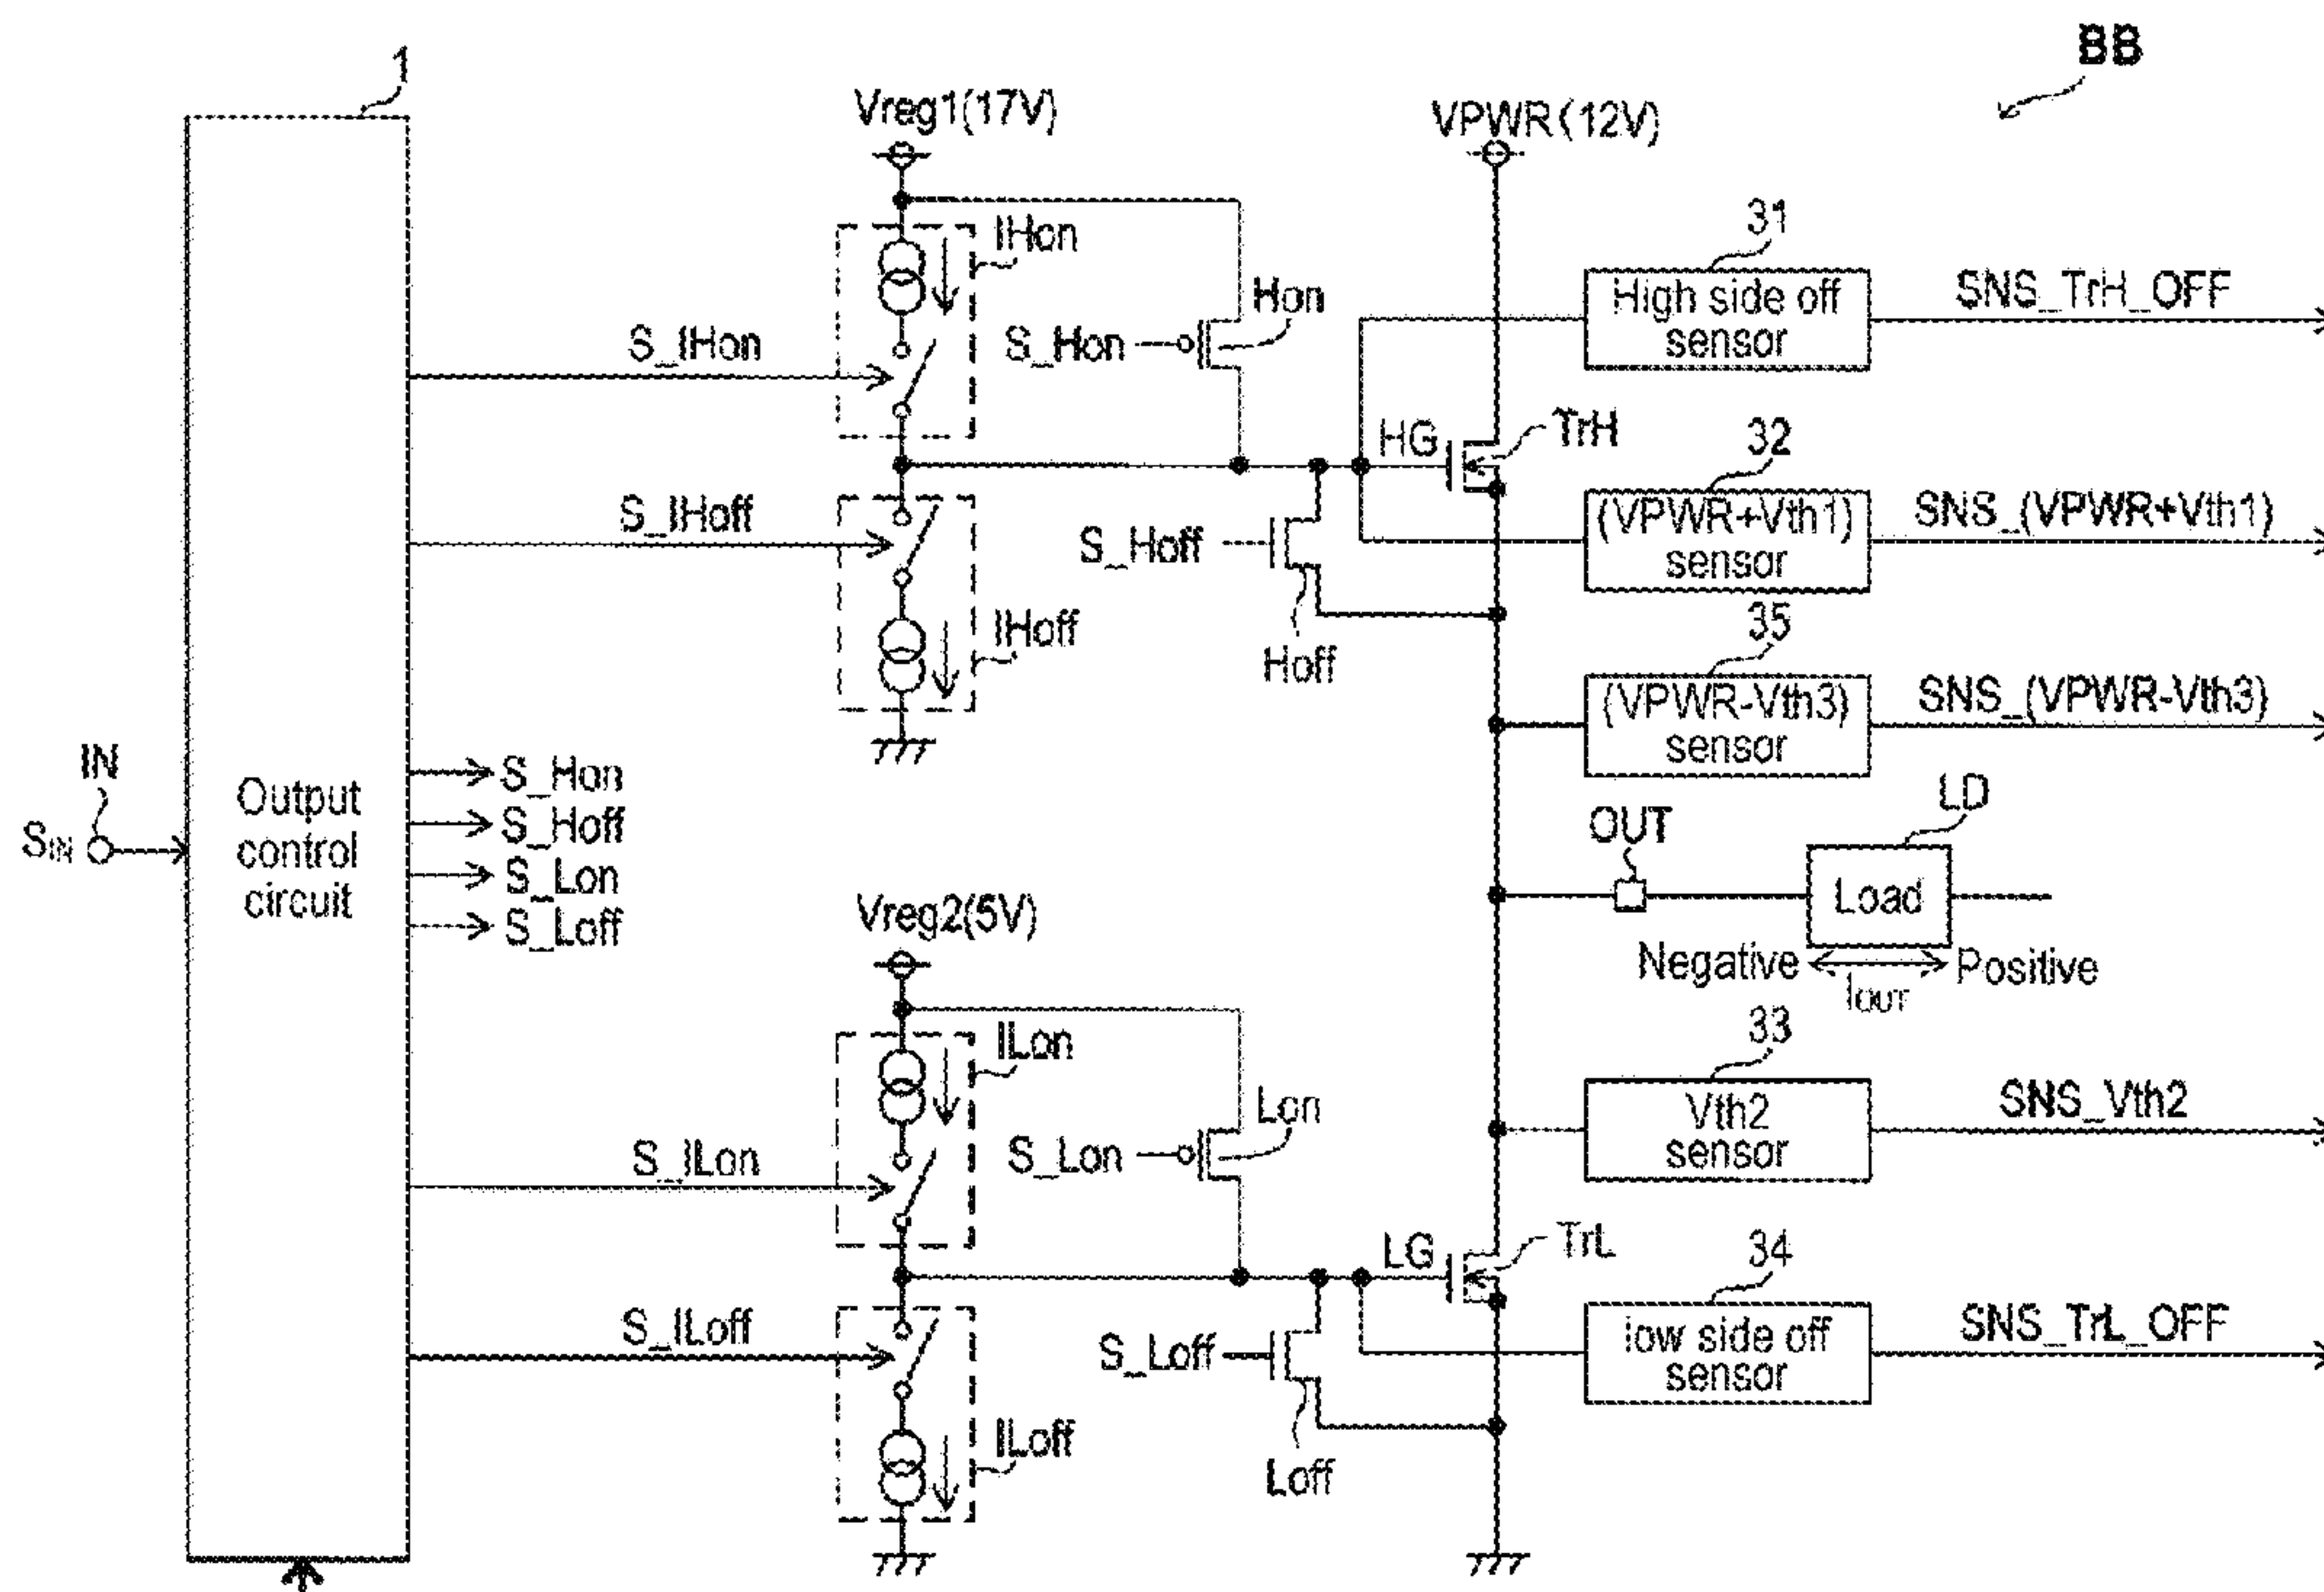 BB
1
Vreg1(17V)
VPWR(12V)
IHon
31
High side off
sensor
SNS_TrH_OFF
Hon
S_IHon
S_Hon
HG
TrH
32
(VPWR+Vth1)
sensor
SNS_(VPWR+Vth1)
S_IHoff
S_Hoff
IHoff
Hoff
35
(VPWR-Vth3)
sensor
SNS_(VPWR-Vth3)
IN
SIN
Output
control
circuit
S_Hon
S_Hoff
S_Lon
S_Loff
OUT
LD
Load
Negative
Positive
IOUT
Vreg2(5V)
ILon
33
Vth2
sensor
SNS_Vth2
Lon
S_ILon
S_Lon
LG
TrL
34
low side off
sensor
SNS_TrL_OFF
S_ILoff
S_Loff
ILoff
Loff